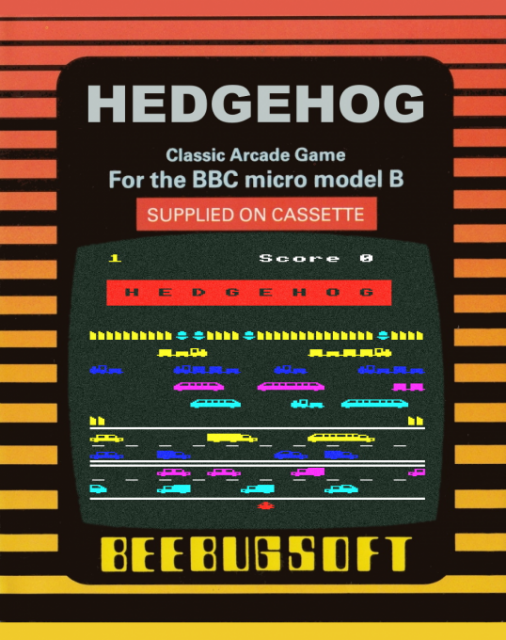 HEDGEHOG
Classic Arcade Game
For the BBC micro model B
SUPPLIED ON CASSETTE
1 Score 0
H E D G E H O G
BEEBUGSOFT